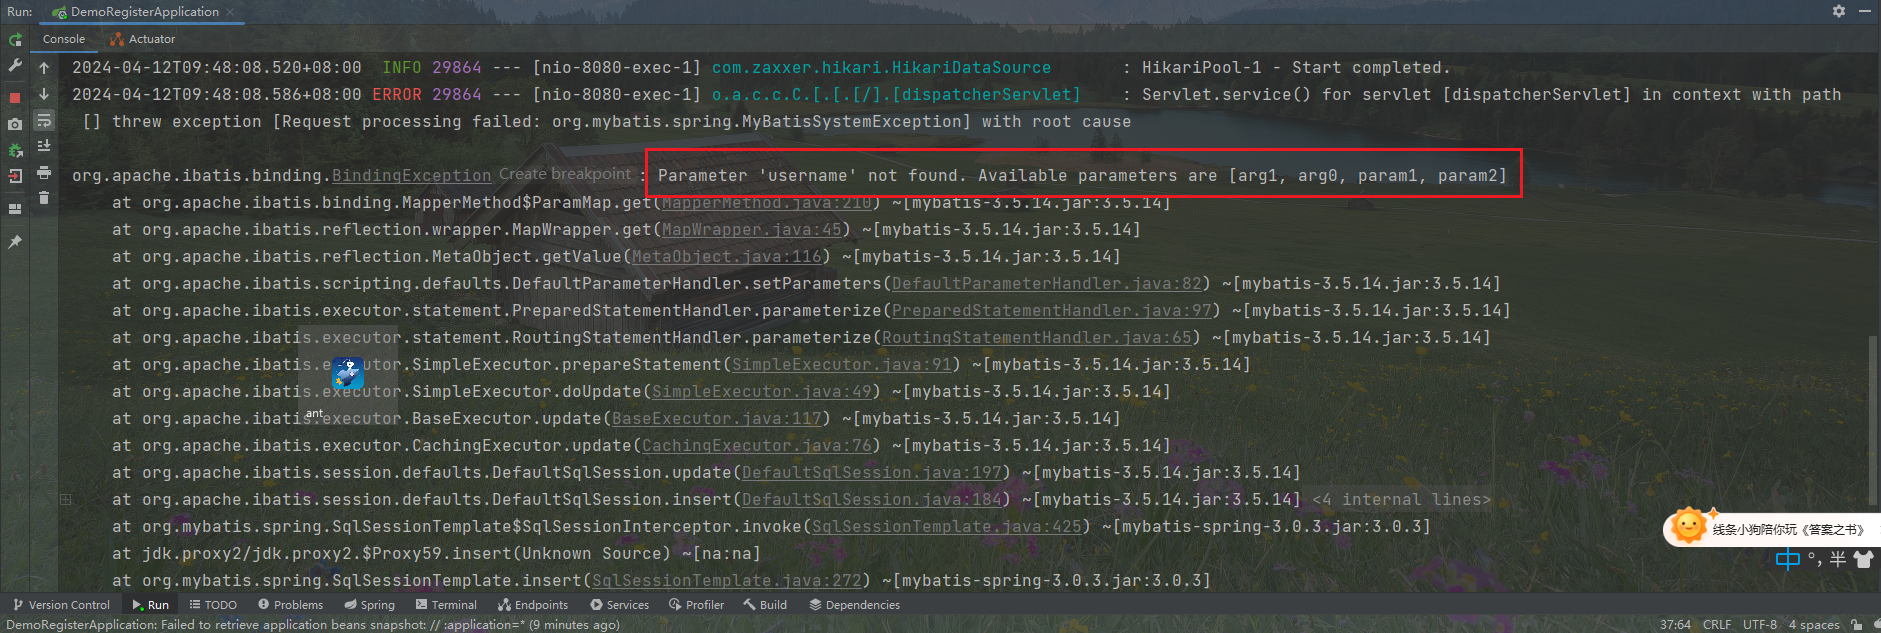 Run: DemoRegisterApplication
Console Actuator
2024-04-12T09:48:08.520+08:00  INFO 29864 --- [nio-8080-exec-1] com.zaxxer.hikari.HikariDataSource       : HikariPool-1 - Start completed.
2024-04-12T09:48:08.586+08:00 ERROR 29864 --- [nio-8080-exec-1] o.a.c.c.C.[.[.[/].[dispatcherServlet]    : Servlet.service() for servlet [dispatcherServlet] in context with path
[] threw exception [Request processing failed: org.mybatis.spring.MyBatisSystemException] with root cause
org.apache.ibatis.binding.BindingException Create breakpoint : Parameter 'username' not found. Available parameters are [arg1, arg0, param1, param2]
at org.apache.ibatis.binding.MapperMethod$ParamMap.get(MapperMethod.java:210) ~[mybatis-3.5.14.jar:3.5.14]
at org.apache.ibatis.reflection.wrapper.MapWrapper.get(MapWrapper.java:45) ~[mybatis-3.5.14.jar:3.5.14]
at org.apache.ibatis.reflection.MetaObject.getValue(MetaObject.java:116) ~[mybatis-3.5.14.jar:3.5.14]
at org.apache.ibatis.scripting.defaults.DefaultParameterHandler.setParameters(DefaultParameterHandler.java:82) ~[mybatis-3.5.14.jar:3.5.14]
at org.apache.ibatis.executor.statement.PreparedStatementHandler.parameterize(PreparedStatementHandler.java:97) ~[mybatis-3.5.14.jar:3.5.14]
at org.apache.ibatis.executor.statement.RoutingStatementHandler.parameterize(RoutingStatementHandler.java:65) ~[mybatis-3.5.14.jar:3.5.14]
at org.apache.ibatis.executor.SimpleExecutor.prepareStatement(SimpleExecutor.java:91) ~[mybatis-3.5.14.jar:3.5.14]
at org.apache.ibatis.executor.SimpleExecutor.doUpdate(SimpleExecutor.java:49) ~[mybatis-3.5.14.jar:3.5.14]
ant
at org.apache.ibatis.executor.BaseExecutor.update(BaseExecutor.java:117) ~[mybatis-3.5.14.jar:3.5.14]
at org.apache.ibatis.executor.CachingExecutor.update(CachingExecutor.java:76) ~[mybatis-3.5.14.jar:3.5.14]
at org.apache.ibatis.session.defaults.DefaultSqlSession.update(DefaultSqlSession.java:197) ~[mybatis-3.5.14.jar:3.5.14]
at org.apache.ibatis.session.defaults.DefaultSqlSession.insert(DefaultSqlSession.java:184) ~[mybatis-3.5.14.jar:3.5.14] <4 internal lines>
at org.mybatis.spring.SqlSessionTemplate$SqlSessionInterceptor.invoke(SqlSessionTemplate.java:425) ~[mybatis-spring-3.0.3.jar:3.0.3]
线条小狗陪你玩《答案之书》
at jdk.proxy2/jdk.proxy2.$Proxy59.insert(Unknown Source) ~[na:na]
中 °, 半
at org.mybatis.spring.SqlSessionTemplate.insert(SqlSessionTemplate.java:272) ~[mybatis-spring-3.0.3.jar:3.0.3]
Version Control Run TODO Problems Spring Terminal Endpoints Services Profiler Build Dependencies
DemoRegisterApplication: Failed to retrieve application beans snapshot: // :application=* (9 minutes ago) 37:64 CRLF UTF-8 4 spaces